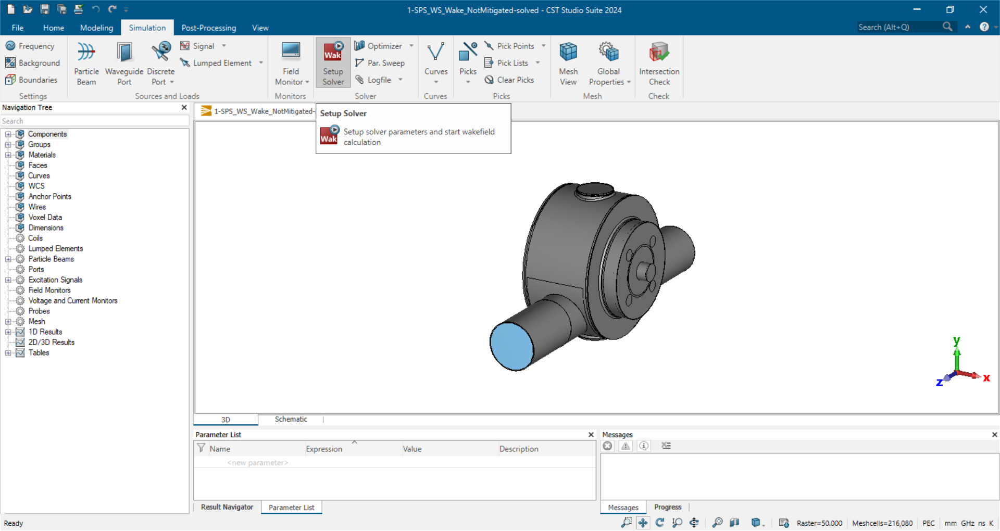 1-SPS_WS_Wake_NotMitigated-solved - CST Studio Suite 2024
File Home Modeling Simulation Post-Processing View
Search (Alt+Q)
Frequency
Background
Boundaries
Settings
Particle Beam
Waveguide Port
Discrete Port
Signal
Lumped Element
Sources and Loads
Field Monitor
Monitors
Wak
Setup Solver
Optimizer
Par. Sweep
Logfile
Solver
Curves
Curves
Picks
Pick Points
Pick Lists
Clear Picks
Picks
Mesh View
Global Properties
Mesh
Intersection Check
Check
Navigation Tree
Search
Components
Groups
Materials
Faces
Curves
WCS
Anchor Points
Wires
Voxel Data
Dimensions
Coils
Lumped Elements
Particle Beams
Ports
Excitation Signals
Field Monitors
Voltage and Current Monitors
Probes
Mesh
1D Results
2D/3D Results
Tables
1-SPS_WS_Wake_NotMitigated-
Setup Solver
Wak
Setup solver parameters and start wakefield
calculation
y
x
z
3D Schematic
Parameter List
Name Expression Value Description
<new parameter>
Result Navigator Parameter List
Messages
Messages Progress
Ready
Raster=50.000 Meshcells=216,080 PEC mm GHz ns K